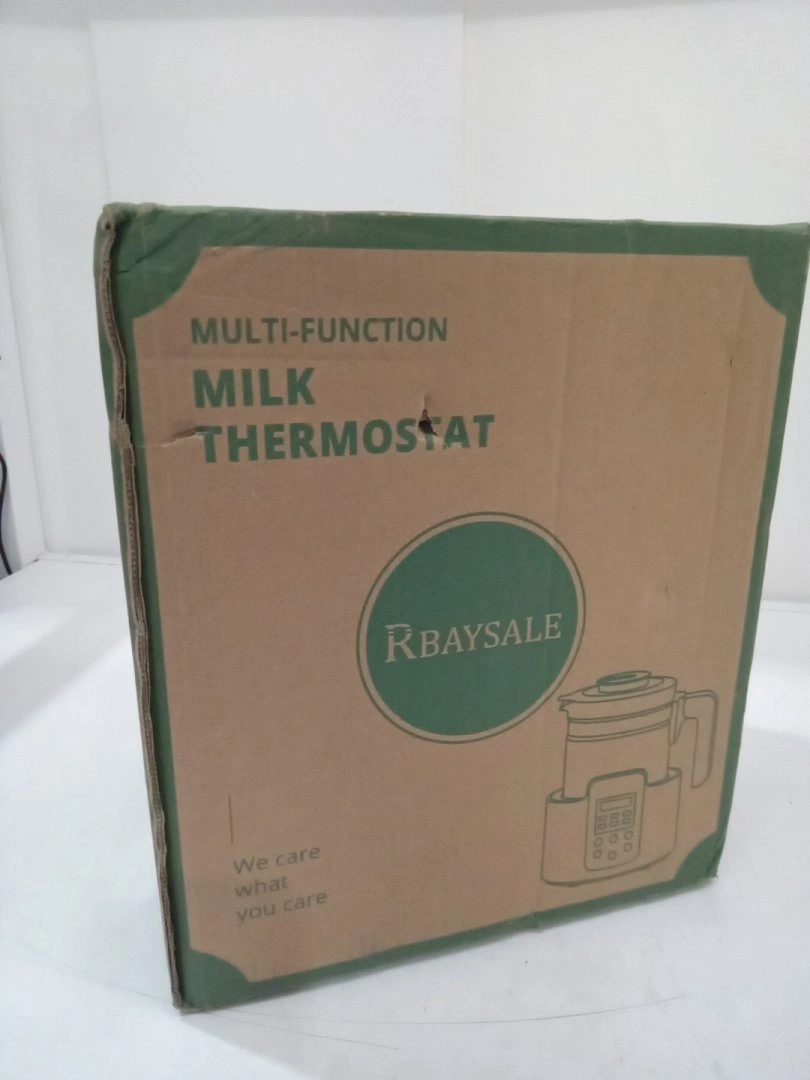 MULTI-FUNCTION
MILK
THERMOSTAT
RBAYSALE
We care
what
you care